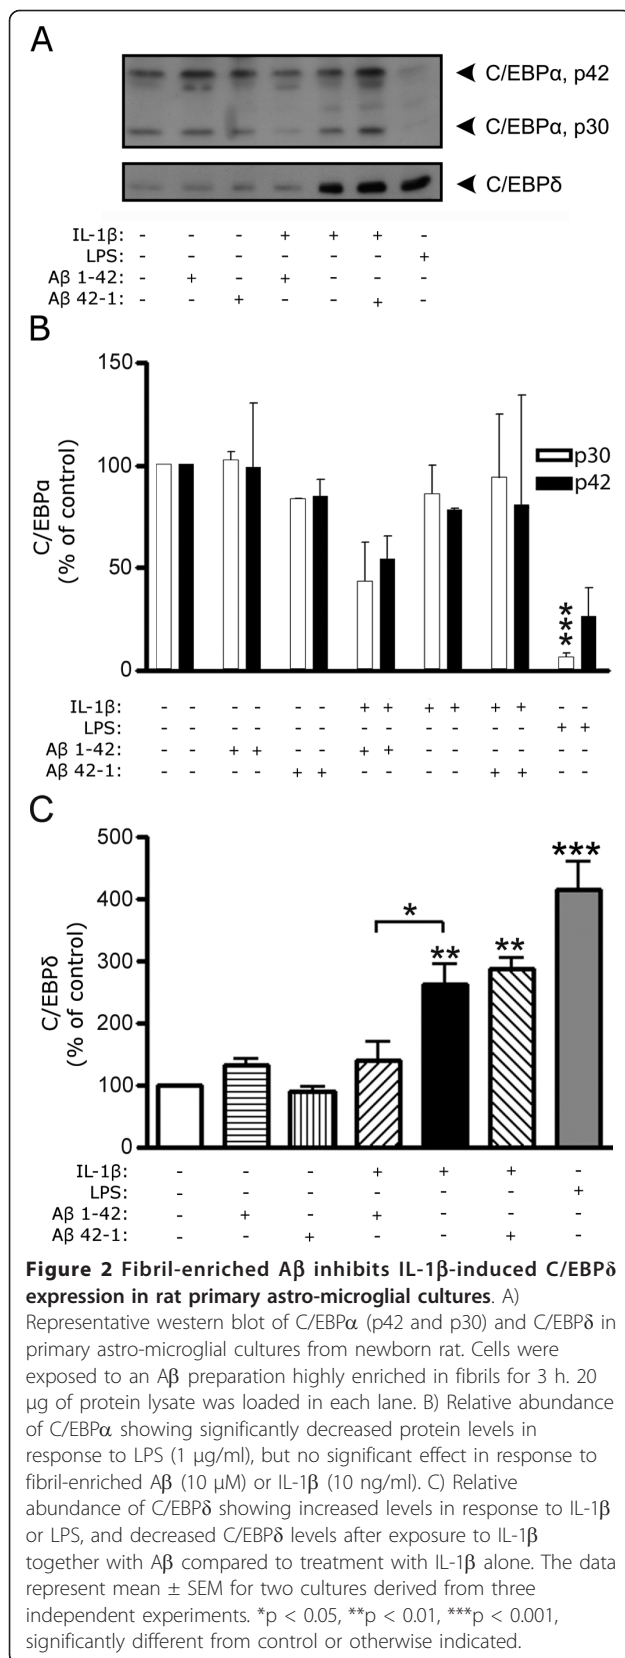 A
C/EBPα, p42
C/EBPα, p30
C/EBPδ
IL-1β: - - - + + + -
LPS: - - - - - - +
Aβ 1-42: - + - + - - -
Aβ 42-1: - - + - - + -
B
150
100
50
0
C/EBPα
(% of control)
p30
p42
***
IL-1β: - - - - - - + + + + + + - -
LPS: - - - - - - - - - - - - + +
Aβ 1-42: - - + + - - + + - - - - - -
Aβ 42-1: - - - - + + - - - - + + - -
C
500
400
300
200
100
0
C/EBPδ
(% of control)
*
**
**
***
IL-1β: - - - + + + -
LPS: - - - - - - +
Aβ 1-42: - + - + - - -
Aβ 42-1: - - + - - + -
Figure 2 Fibril-enriched Aβ inhibits IL-1β-induced C/EBPδ
expression in rat primary astro-microglial cultures. A)
Representative western blot of C/EBPα (p42 and p30) and C/EBPδ in
primary astro-microglial cultures from newborn rat. Cells were
exposed to an Aβ preparation highly enriched in fibrils for 3 h. 20
μg of protein lysate was loaded in each lane. B) Relative abundance
of C/EBPα showing significantly decreased protein levels in
response to LPS (1 μg/ml), but no significant effect in response to
fibril-enriched Aβ (10 μM) or IL-1β (10 ng/ml). C) Relative
abundance of C/EBPδ showing increased levels in response to IL-1β
or LPS, and decreased C/EBPδ levels after exposure to IL-1β
together with Aβ compared to treatment with IL-1β alone. The data
represent mean ± SEM for two cultures derived from three
independent experiments. *p < 0.05, **p < 0.01, ***p < 0.001,
significantly different from control or otherwise indicated.